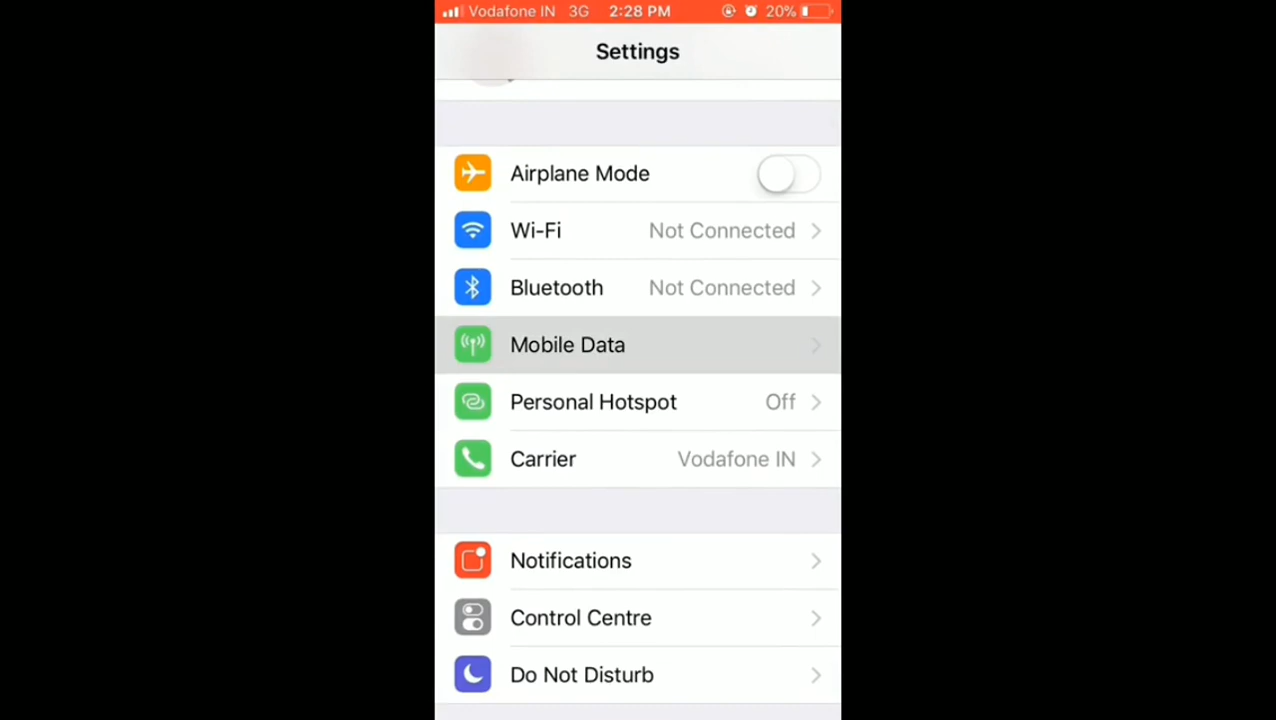 Vodafone IN 3G 2:28 PM 20%
Settings
Airplane Mode
Wi-Fi Not Connected
Bluetooth Not Connected
Mobile Data
Personal Hotspot Off
Carrier Vodafone IN
Notifications
Control Centre
Do Not Disturb